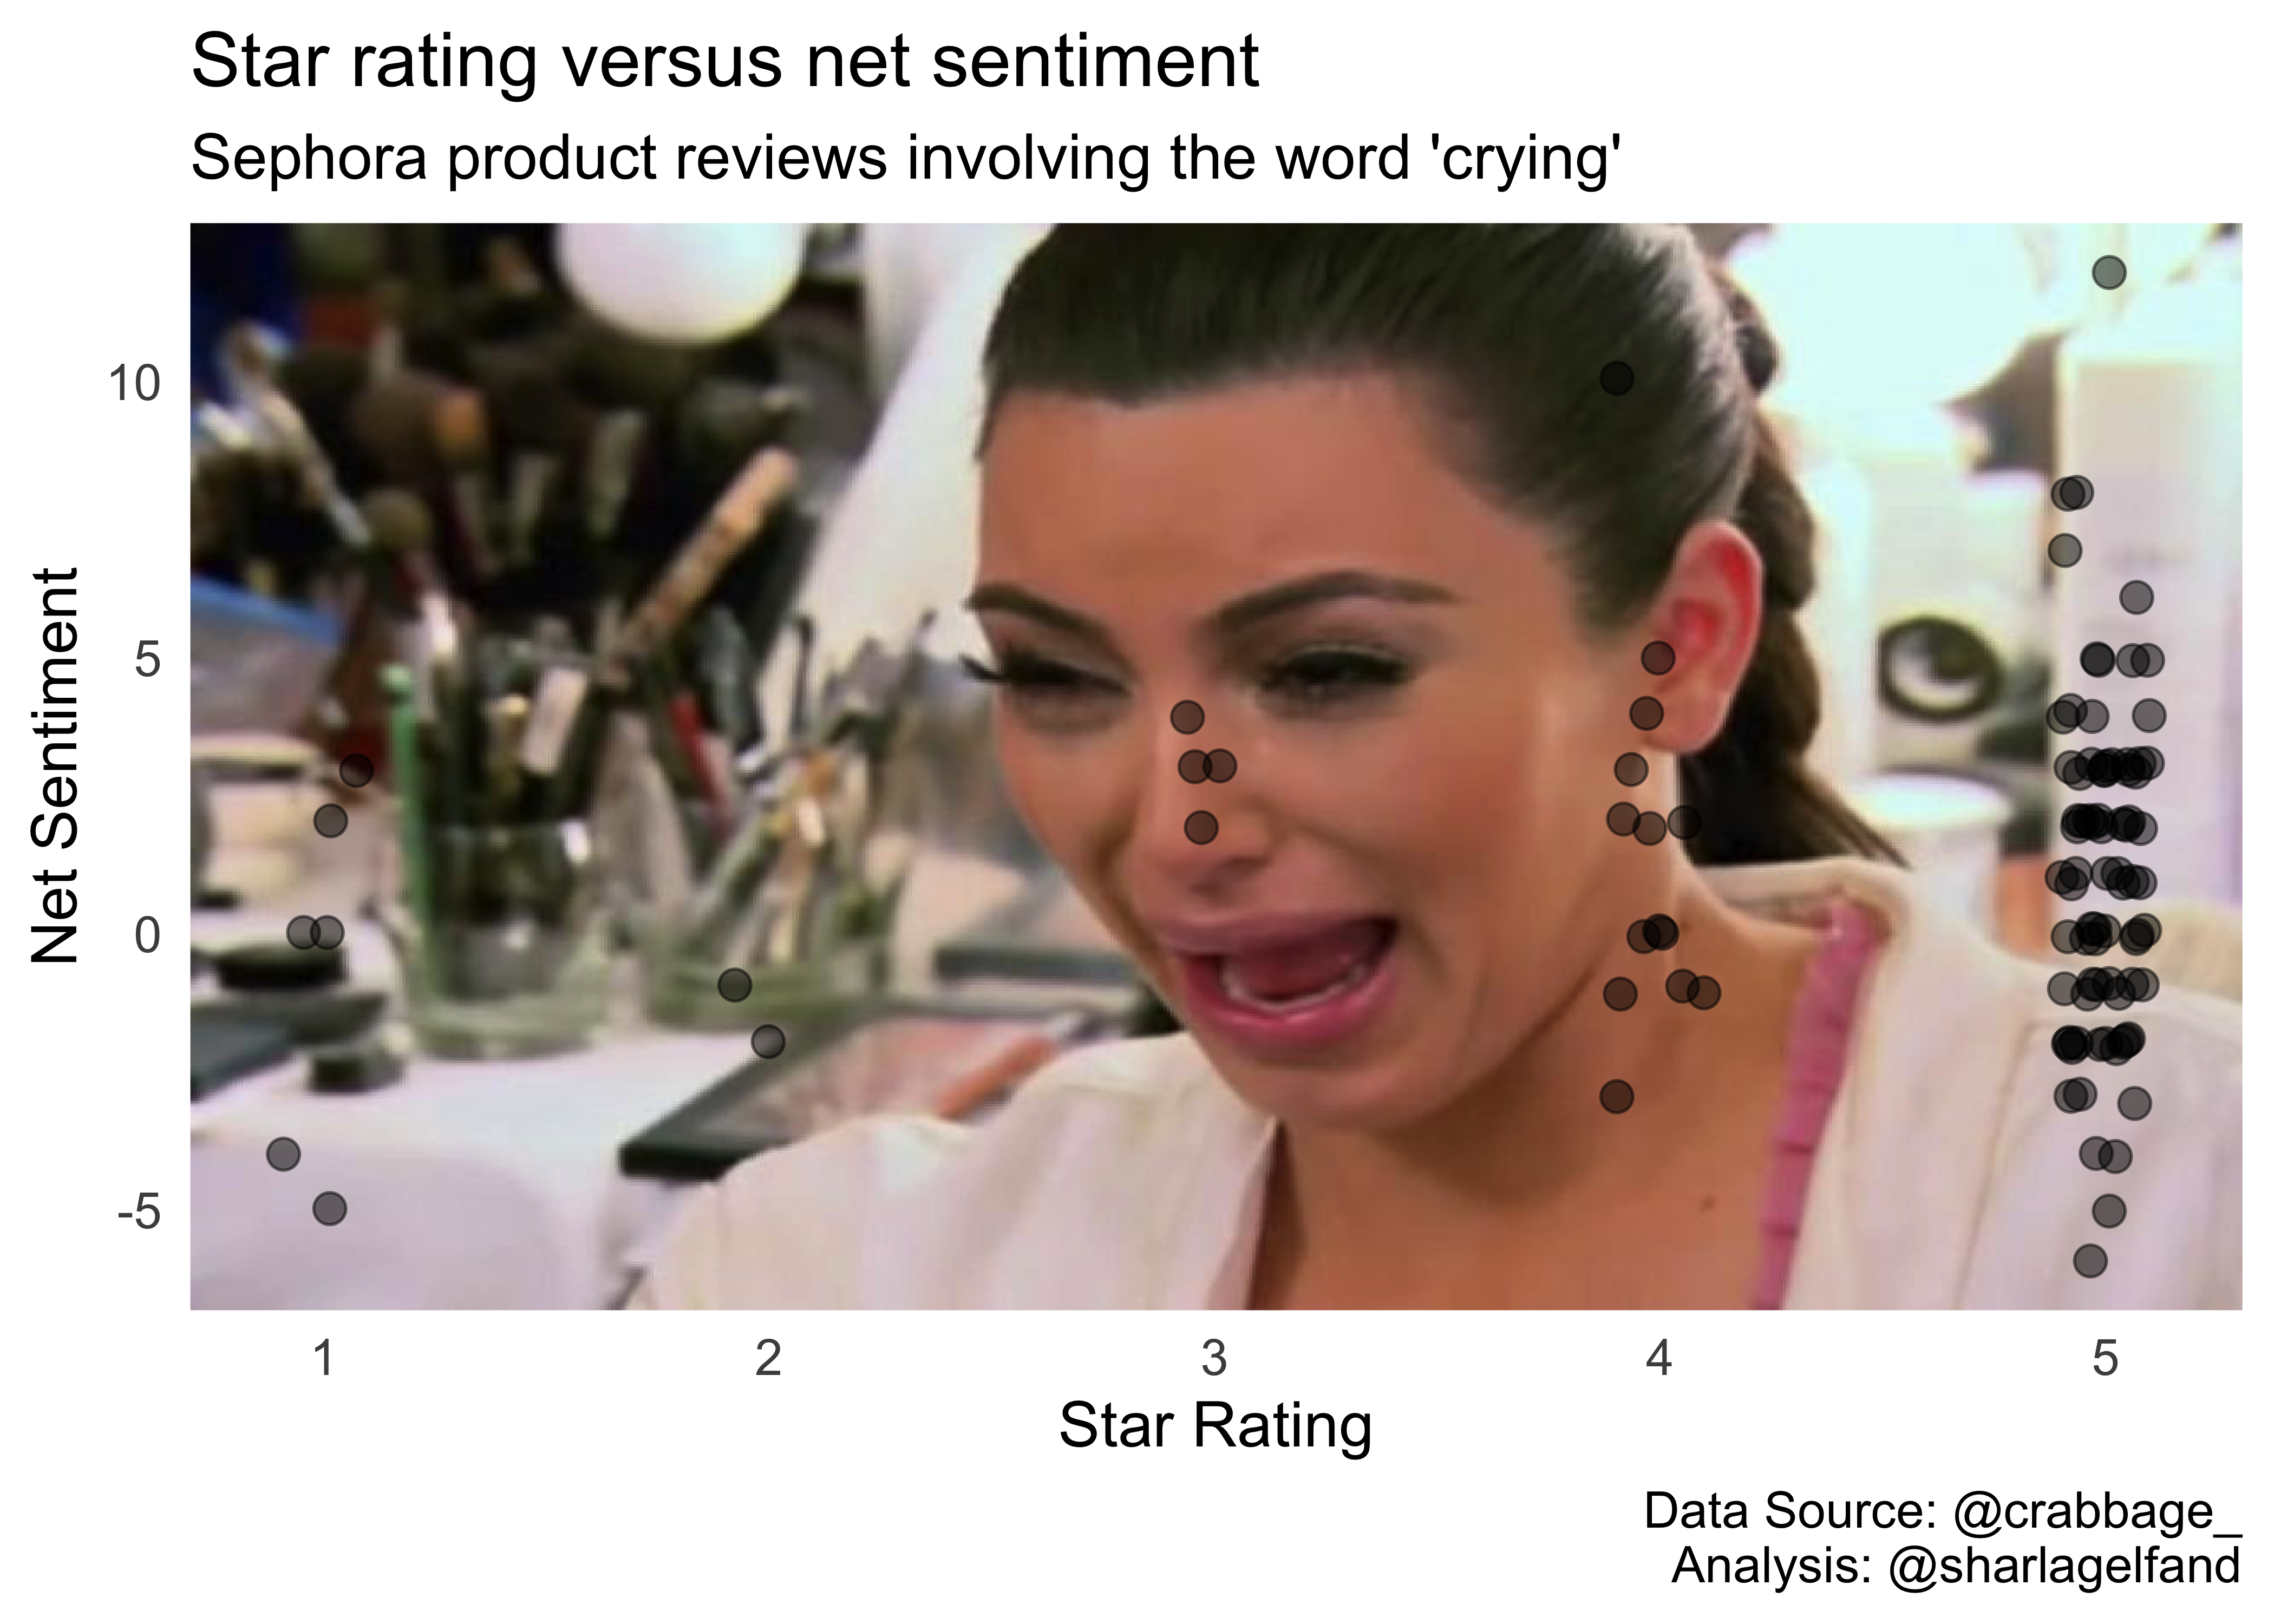 Star rating versus net sentiment
Sephora product reviews involving the word 'crying'
Net Sentiment
10
5
0
-5
1 2 3 4 5
Star Rating
Data Source: @crabbage_
Analysis: @sharlagelfand